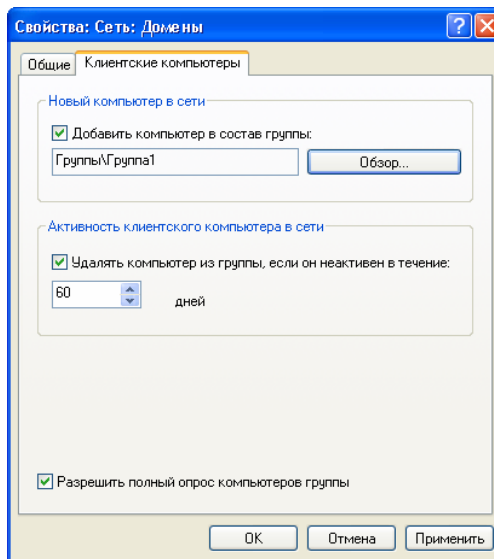 Свойства: Сеть: Домены
Общие
Клиентские компьютеры
Новый компьютер в сети
Добавить компьютер в состав группы:
Группы\Группа1
Обзор...
Активность клиентского компьютера в сети
Удалять компьютер из группы, если он неактивен в течение:
60
дней
Разрешить полный опрос компьютеров группы
OK
Отмена
Применить